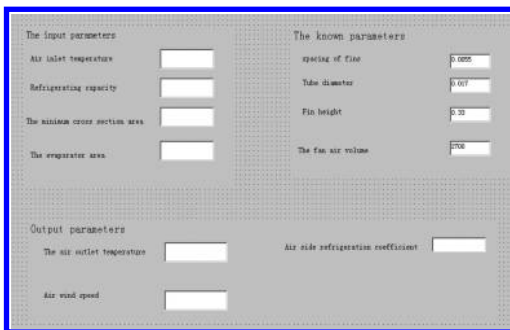 The input parameters
Air inlet temperature
Refrigerating capacity
The minimum cross section area
The evaporator area
The known parameters
spacing of fins
0.0055
Tube diamater
0.017
Fin height
0.33
The fan air volume
2700
Output parameters
The air outlet temperature
Air side refrigeration coefficient
Air wind speed